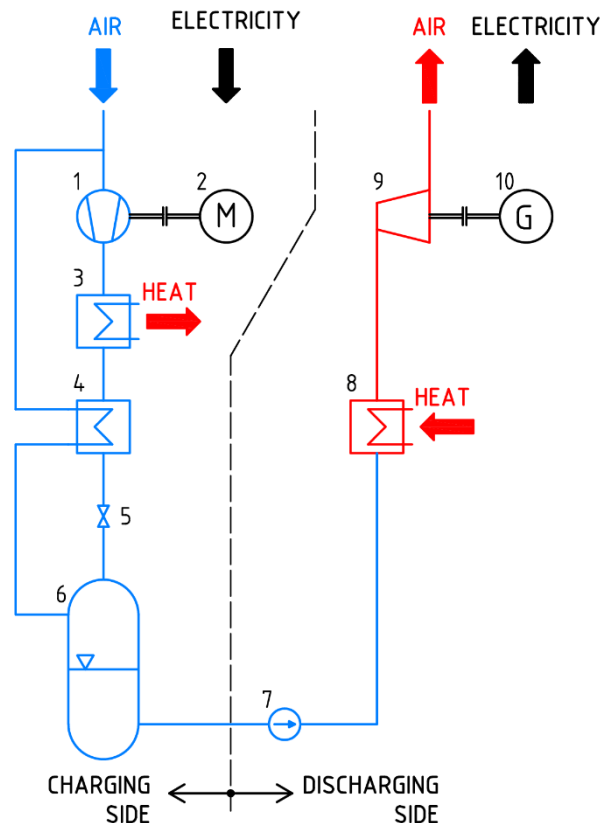 AIR
ELECTRICITY
AIR
ELECTRICITY
1
2
9
10
M
G
3
HEAT
4
8
HEAT
5
6
7
CHARGING
SIDE
DISCHARGING
SIDE